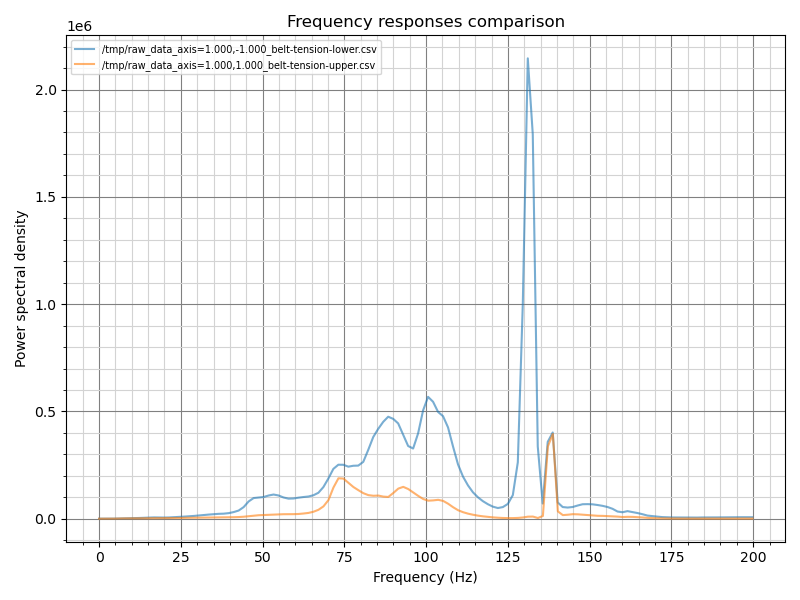 Frequency responses comparison
1e6
/tmp/raw_data_axis=1.000,-1.000_belt-tension-lower.csv
/tmp/raw_data_axis=1.000,1.000_belt-tension-upper.csv
2.0
1.5
1.0
0.5
0.0
Power spectral density
0 25 50 75 100 125 150 175 200
Frequency (Hz)